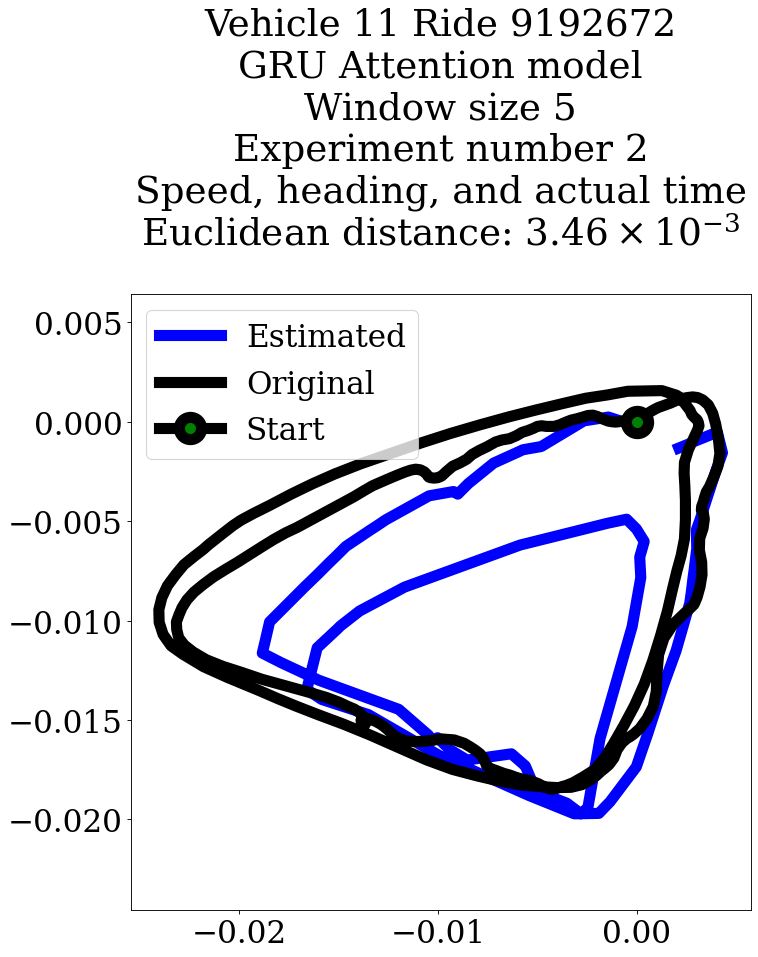 Vehicle 11 Ride 9192672
GRU Attention model
Window size 5
Experiment number 2
Speed, heading, and actual time
Euclidean distance: 3.46 × 10⁻³
Estimated
Original
Start
0.005
0.000
−0.005
−0.010
−0.015
−0.020
−0.02
−0.01
0.00